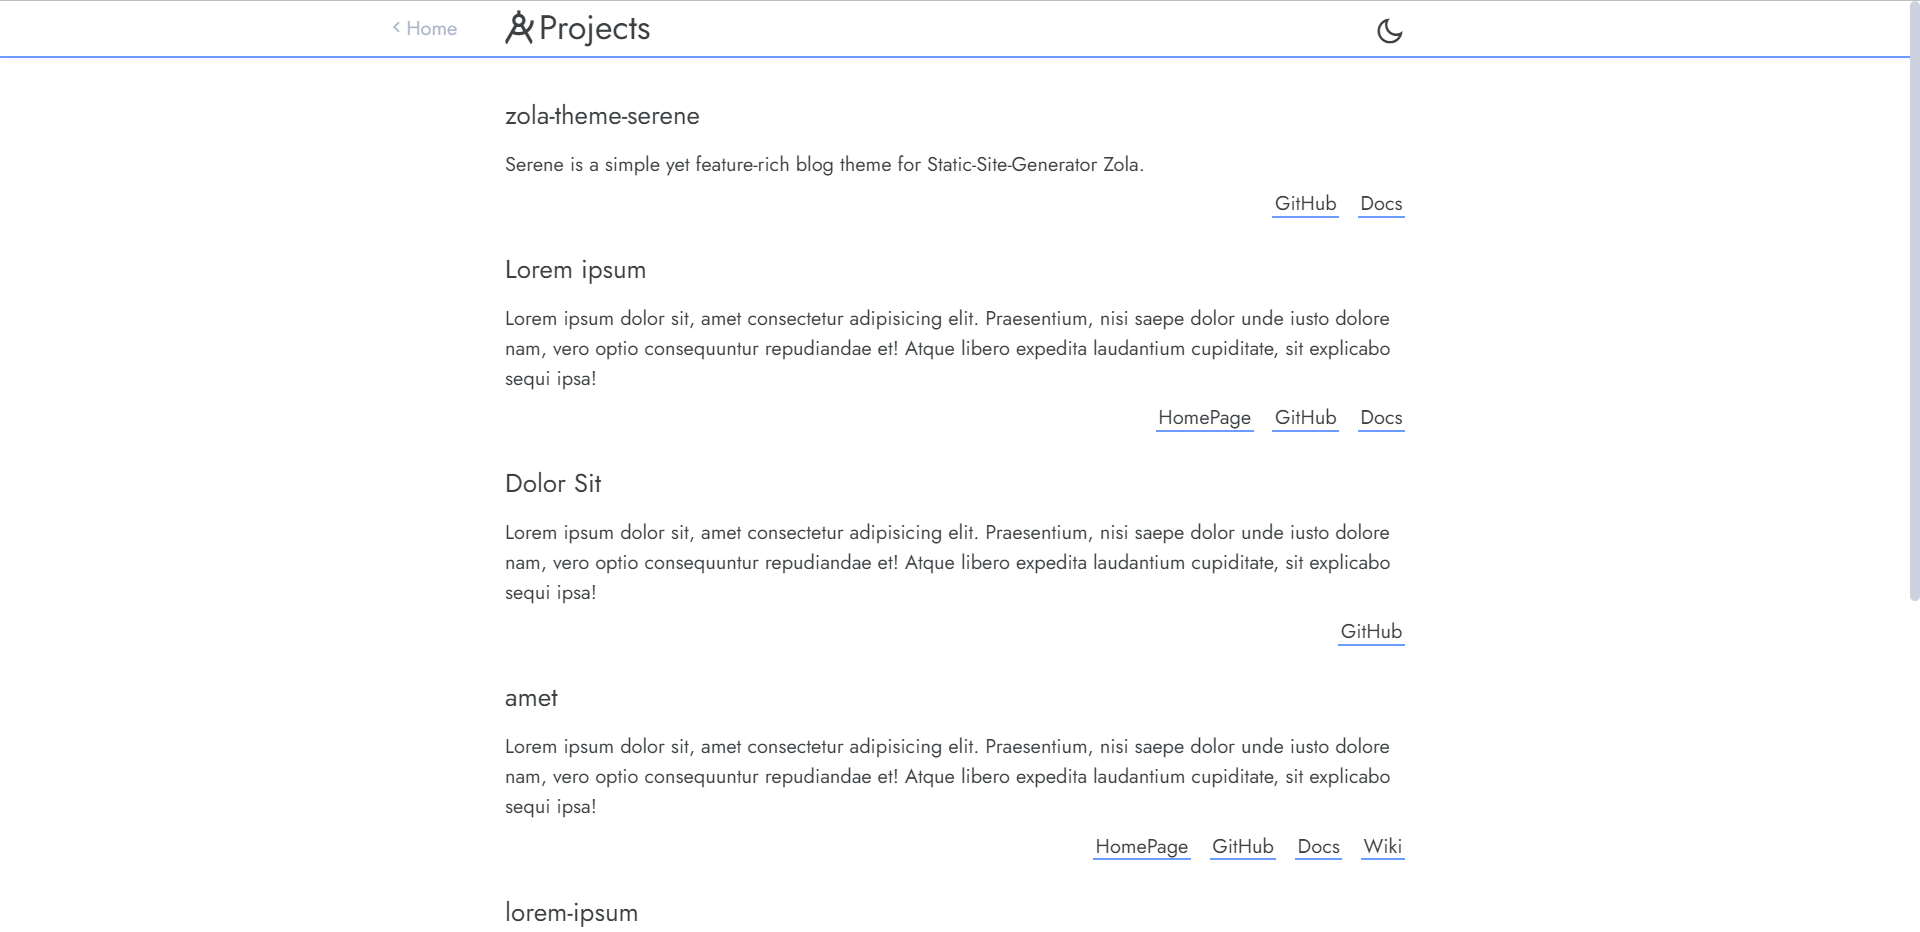 Home
Projects
zola-theme-serene
Serene is a simple yet feature-rich blog theme for Static-Site-Generator Zola.
GitHub Docs
Lorem ipsum
Lorem ipsum dolor sit, amet consectetur adipisicing elit. Praesentium, nisi saepe dolor unde iusto dolore
nam, vero optio consequuntur repudiandae et! Atque libero expedita laudantium cupiditate, sit explicabo
sequi ipsa!
HomePage GitHub Docs
Dolor Sit
Lorem ipsum dolor sit, amet consectetur adipisicing elit. Praesentium, nisi saepe dolor unde iusto dolore
nam, vero optio consequuntur repudiandae et! Atque libero expedita laudantium cupiditate, sit explicabo
sequi ipsa!
GitHub
amet
Lorem ipsum dolor sit, amet consectetur adipisicing elit. Praesentium, nisi saepe dolor unde iusto dolore
nam, vero optio consequuntur repudiandae et! Atque libero expedita laudantium cupiditate, sit explicabo
sequi ipsa!
HomePage GitHub Docs Wiki
lorem-ipsum